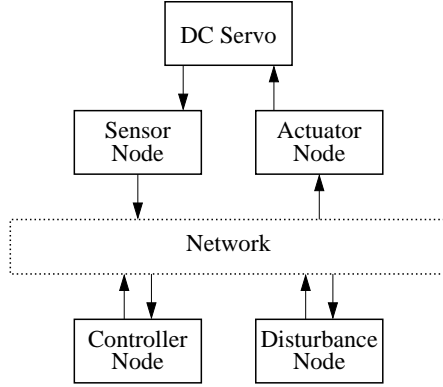 DC Servo
Sensor
Node
Actuator
Node
Network
Controller
Node
Disturbance
Node